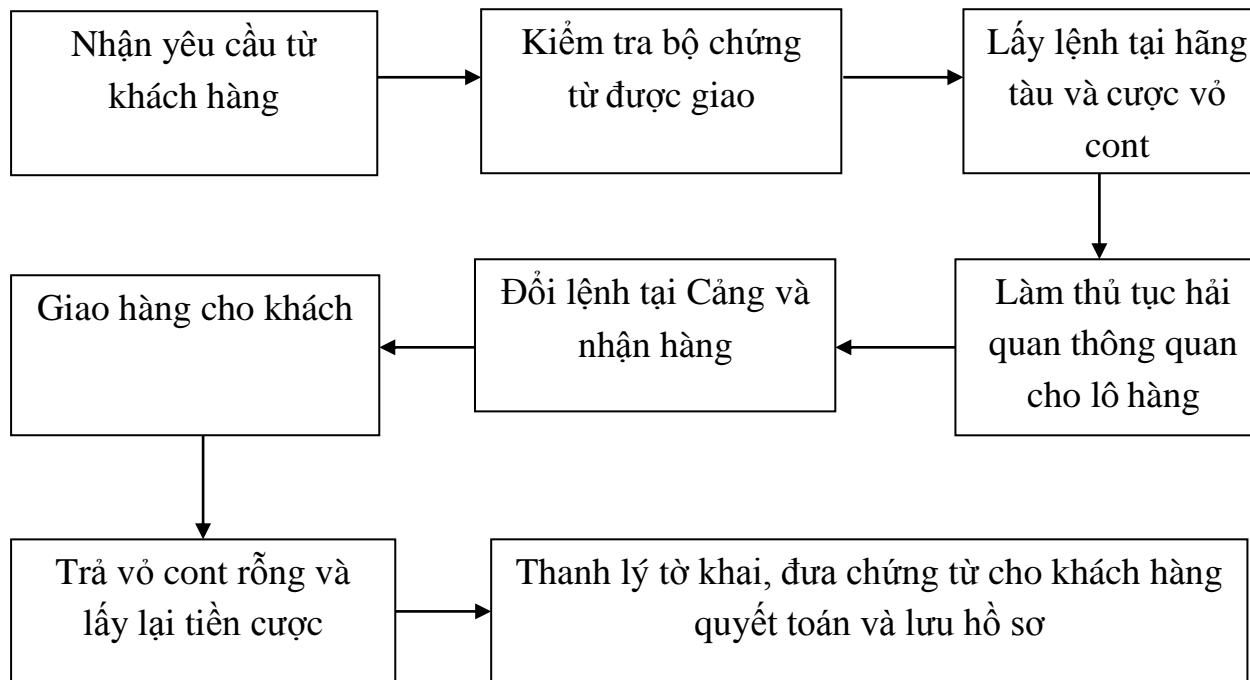 Nhận yêu cầu từ
khách hàng
Kiểm tra bộ chứng
từ được giao
Lấy lệnh tại hãng
tàu và cược vỏ
cont
Làm thủ tục hải
quan thông quan
cho lô hàng
Đổi lệnh tại Cảng và
nhận hàng
Giao hàng cho khách
Trả vỏ cont rỗng và
lấy lại tiền cược
Thanh lý tờ khai, đưa chứng từ cho khách hàng
quyết toán và lưu hồ sơ